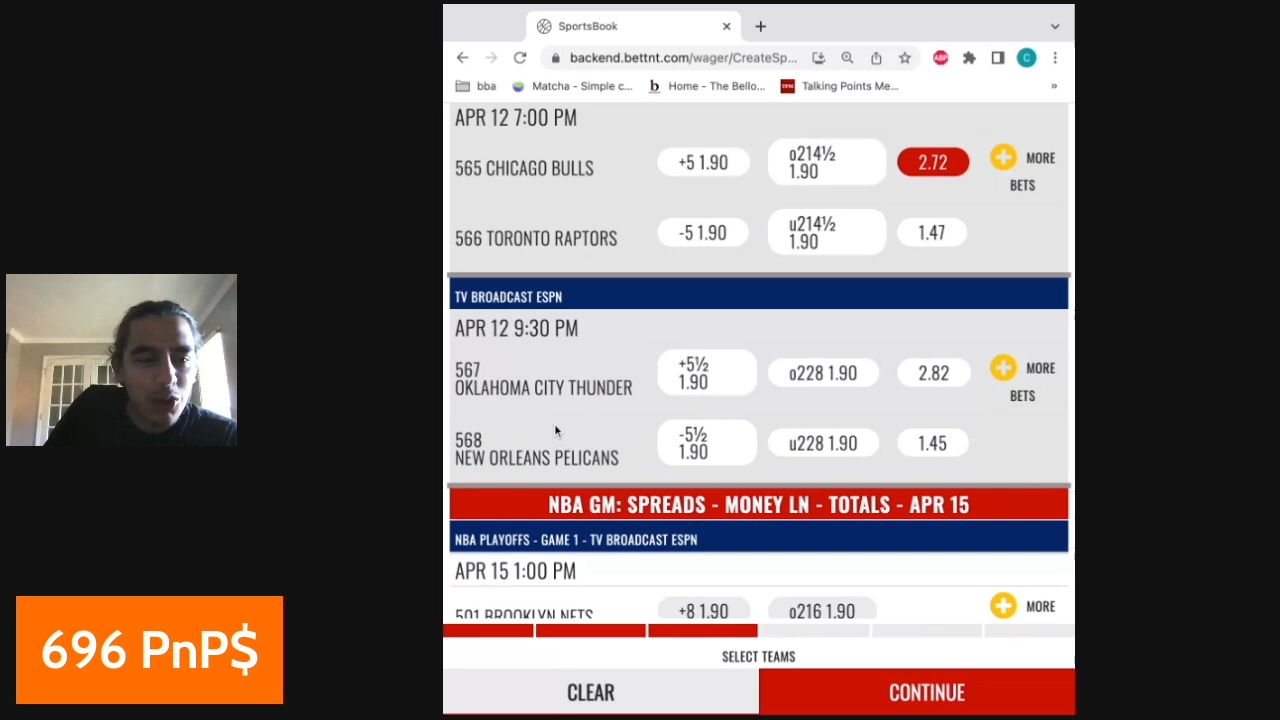 SportsBook
backend.bettnt.com/wager/CreateSp...
ABP
C
bba
Matcha - Simple c...
b
Home - The Bello...
TPM
Talking Points Me...
»
APR 12 7:00 PM
565 CHICAGO BULLS
+5 1.90
o214½
1.90
2.72
MORE
BETS
566 TORONTO RAPTORS
-5 1.90
u214½
1.90
1.47
TV BROADCAST ESPN
APR 12 9:30 PM
567
OKLAHOMA CITY THUNDER
+5½
1.90
o228 1.90
2.82
MORE
BETS
568
NEW ORLEANS PELICANS
-5½
1.90
u228 1.90
1.45
NBA GM: SPREADS - MONEY LN - TOTALS - APR 15
NBA PLAYOFFS - GAME 1 - TV BROADCAST ESPN
APR 15 1:00 PM
501 BROOKLYN NETS
+8 1.90
o216 1.90
MORE
SELECT TEAMS
CLEAR
CONTINUE
696 PnP$